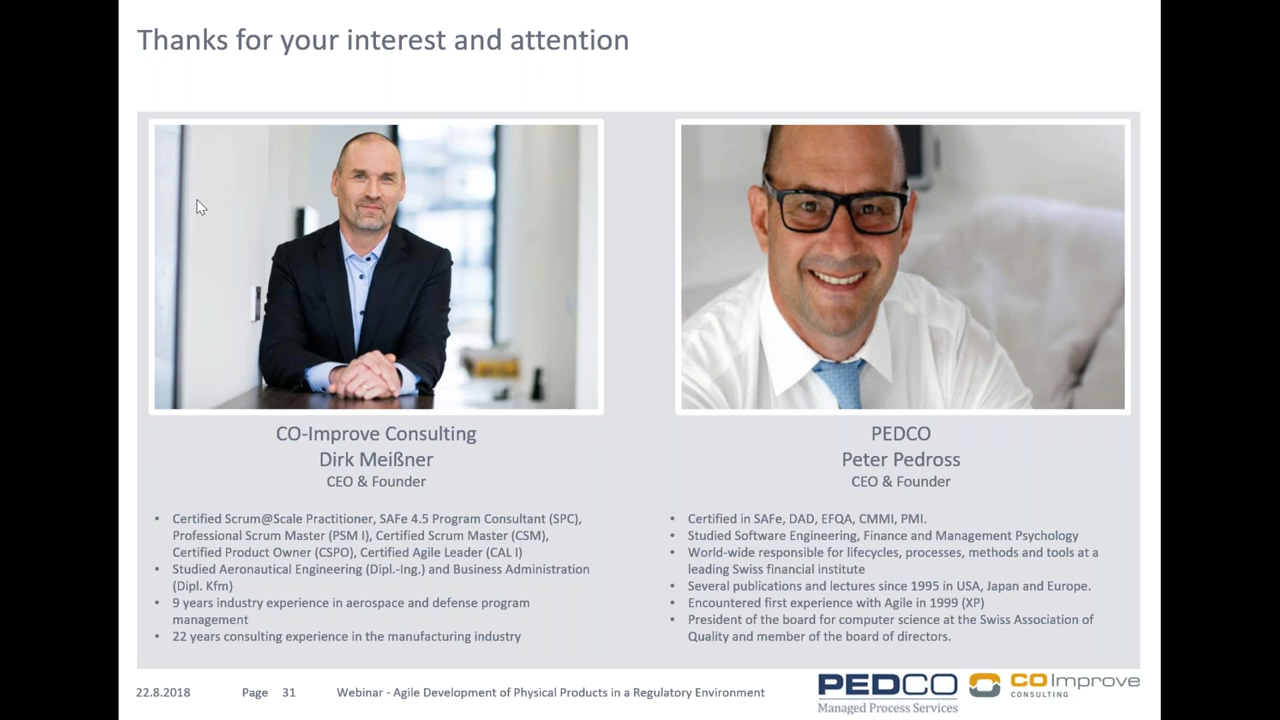 Thanks for your interest and attention
CO-Improve Consulting
Dirk Meißner
CEO & Founder
• Certified Scrum@Scale Practitioner, SAFe 4.5 Program Consultant (SPC),
Professional Scrum Master (PSM I), Certified Scrum Master (CSM),
Certified Product Owner (CSPO), Certified Agile Leader (CAL I)
• Studied Aeronautical Engineering (Dipl.-Ing.) and Business Administration
(Dipl. Kfm)
• 9 years industry experience in aerospace and defense program
management
• 22 years consulting experience in the manufacturing industry
PEDCO
Peter Pedross
CEO & Founder
• Certified in SAFe, DAD, EFQA, CMMI, PMI.
• Studied Software Engineering, Finance and Management Psychology
• World-wide responsible for lifecycles, processes, methods and tools at a
leading Swiss financial institute
• Several publications and lectures since 1995 in USA, Japan and Europe.
• Encountered first experience with Agile in 1999 (XP)
• President of the board for computer science at the Swiss Association of
Quality and member of the board of directors.
22.8.2018 Page 31 Webinar - Agile Development of Physical Products in a Regulatory Environment
PEDCO
Managed Process Services
COImprove
CONSULTING